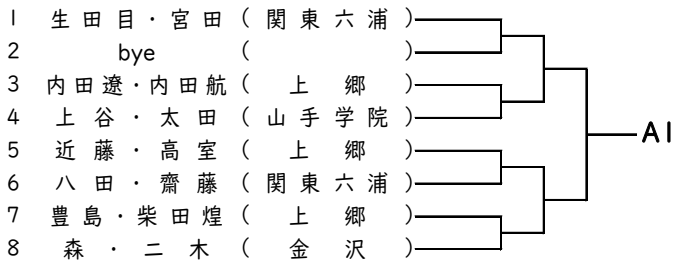 1 生田目・宮田 (関東六浦)
2 bye ( )
3 内田遼・内田航 (上郷)
4 上谷・太田 (山手学院)
5 近藤・高室 (上郷)
6 八田・齋藤 (関東六浦)
7 豊島・柴田煌 (上郷)
8 森・二木 (金沢)
A1